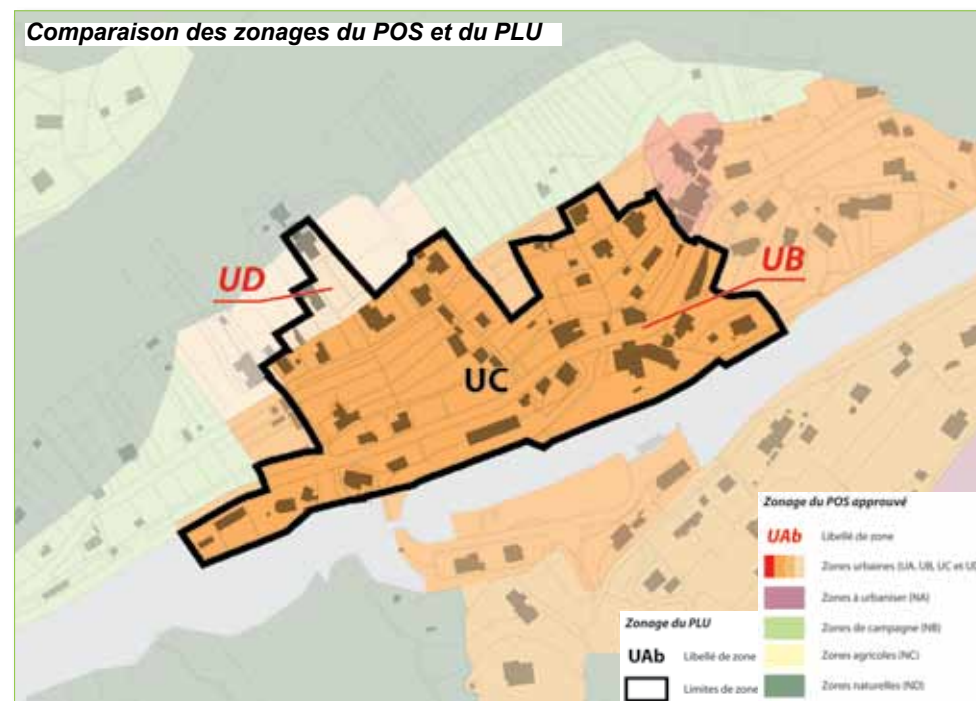 Comparaison des zonages du POS et du PLU
UD
UB
UC
Zonage du POS approuvé
UAb Libellé de zone
Zones urbaines (UA, UB, UC et UD
Zones à urbaniser (NA)
Zones de campagne (NB)
Zones agricoles (NC)
Zones naturelles (ND)
Zonage du PLU
UAb Libellé de zone
Limites de zone